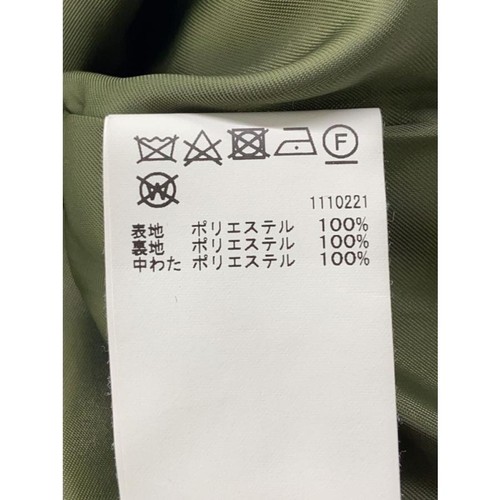 F
W
1110221
表地 ポリエステル 100%
裏地 ポリエステル 100%
中わた ポリエステル 100%